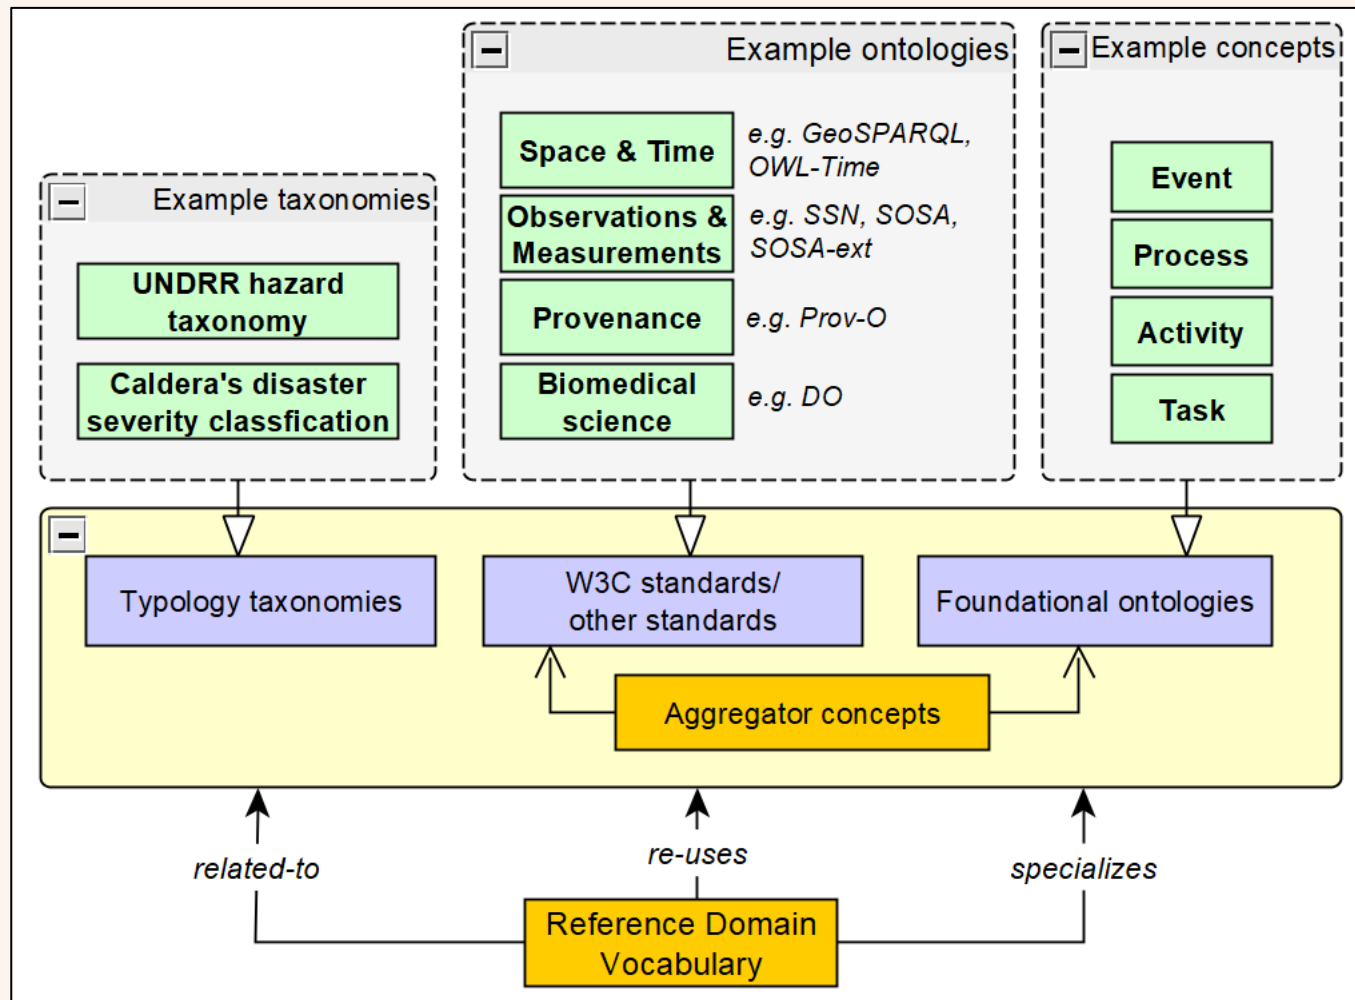 Example taxonomies
UNDRR hazard
taxonomy
Caldera's disaster
severity classfication
Example ontologies
Space & Time
e.g. GeoSPARQL,
OWL-Time
Observations &
Measurements
e.g. SSN, SOSA,
SOSA-ext
Provenance
e.g. Prov-O
Biomedical
science
e.g. DO
Example concepts
Event
Process
Activity
Task
Typology taxonomies
W3C standards/
other standards
Foundational ontologies
Aggregator concepts
related-to
re-uses
specializes
Reference Domain
Vocabulary